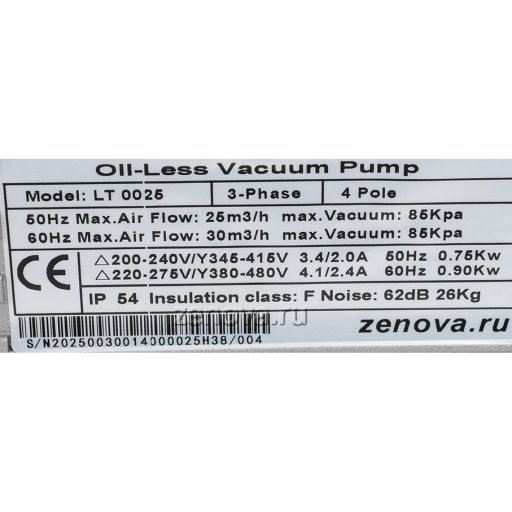 Oil-Less Vacuum Pump
Model: LT 0025 3-Phase 4 Pole
50Hz Max.Air Flow: 25m3/h max.Vacuum: 85Kpa
60Hz Max.Air Flow: 30m3/h max.Vacuum: 85Kpa
CE
△200-240V/Y345-415V 3.4/2.0A 50Hz 0.75Kw
△220-275V/Y380-480V 4.1/2.4A 60Hz 0.90Kw
IP 54 Insulation class: F Noise: 62dB 26Kg
zenova.ru
zenova.ru
S/N20250030014000025H38/004
zenova.ru